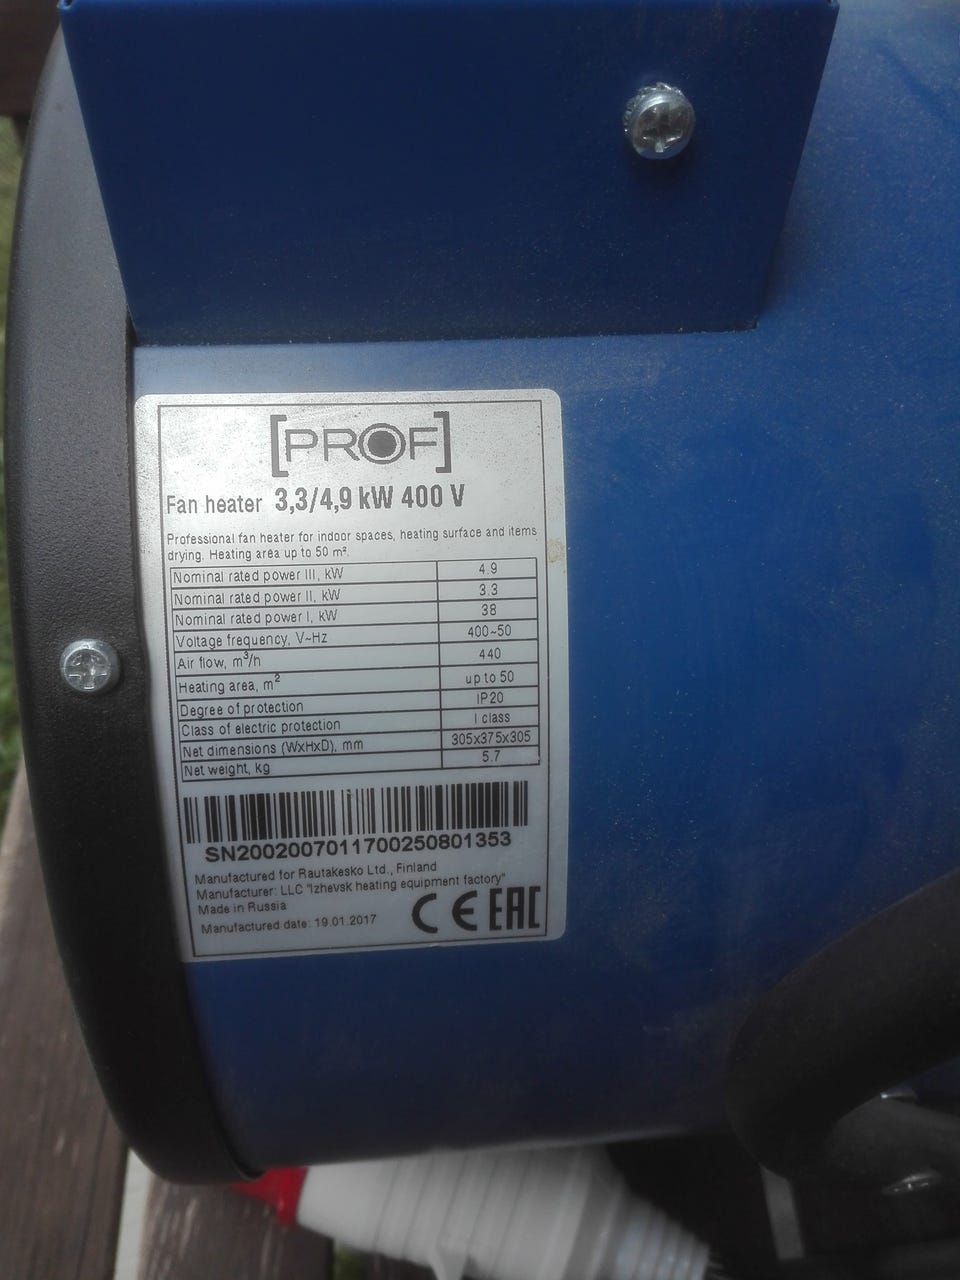 [PROF]
Fan heater 3,3/4,9 kW 400 V
Professional fan heater for indoor spaces, heating surface and items
drying. Heating area up to 50 m².
Nominal rated power III, kW 4.9
Nominal rated power II, kW 3.3
Nominal rated power I, kW 38
Voltage frequency, V~Hz 400~50
Air flow, m³/h 440
Heating area, m² up to 50
Degree of protection IP20
Class of electric protection I class
Net dimensions (WxHxD), mm 305x375x305
Net weight, kg 5.7
SN2002007011700250801353
Manufactured for Rautakesko Ltd., Finland
Manufacturer: LLC "Izhevsk heating equipment factory"
Made in Russia
Manufactured date: 19.01.2017
CE EAC